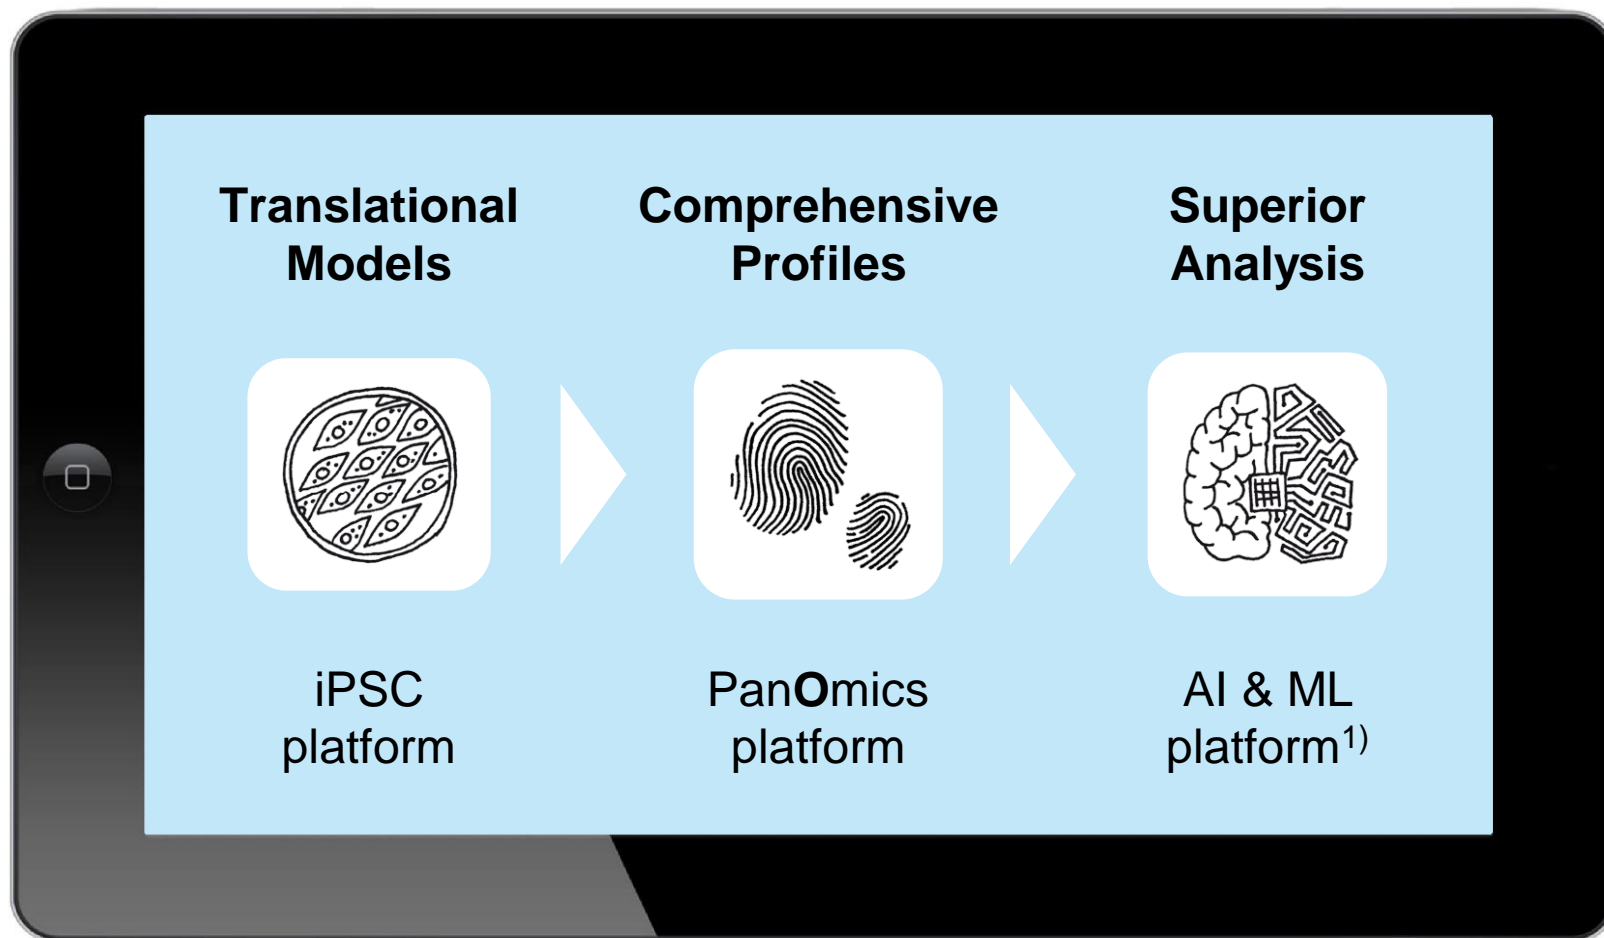 Translational
Models
Comprehensive
Profiles
Superior
Analysis
iPSC
platform
PanOmics
platform
AI & ML
platform1)